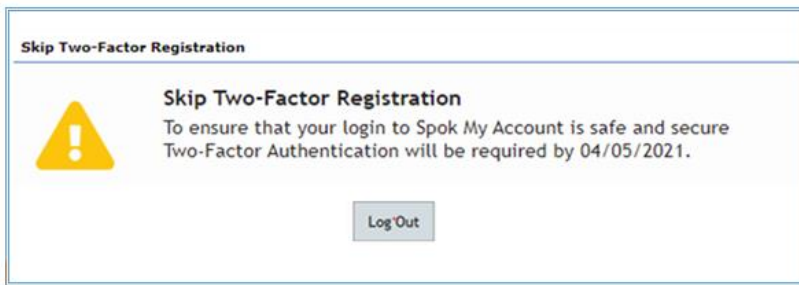 Skip Two-Factor Registration
Skip Two-Factor Registration
To ensure that your login to Spok My Account is safe and secure
Two-Factor Authentication will be required by 04/05/2021.
Log Out